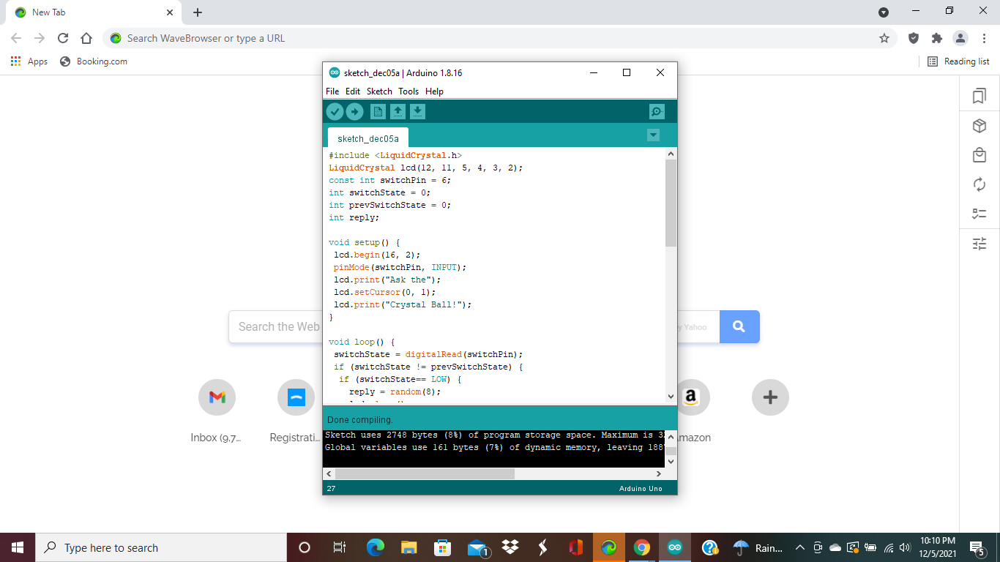 New Tab
Search WaveBrowser or type a URL
Apps
Booking.com
Reading list
sketch_dec05a | Arduino 1.8.16
File Edit Sketch Tools Help
sketch_dec05a
#include <LiquidCrystal.h>
LiquidCrystal lcd(12, 11, 5, 4, 3, 2);
const int switchPin = 6;
int switchState = 0;
int prevSwitchState = 0;
int reply;
void setup() {
lcd.begin(16, 2);
pinMode(switchPin, INPUT);
lcd.print("Ask the");
lcd.setCursor(0, 1);
lcd.print("Crystal Ball!");
}
void loop() {
switchState = digitalRead(switchPin);
if (switchState != prevSwitchState) {
if (switchState== LOW) {
reply = random(8);
Search the Web
Yahoo
Inbox (9,7...
Registrati...
a
Done compiling.
Sketch uses 2748 bytes (8%) of program storage space. Maximum is
Global variables use 161 bytes (7%) of dynamic memory, leaving 188
27
Arduino Uno
Type here to search
1
Rain...
10:10 PM
12/5/2021
5